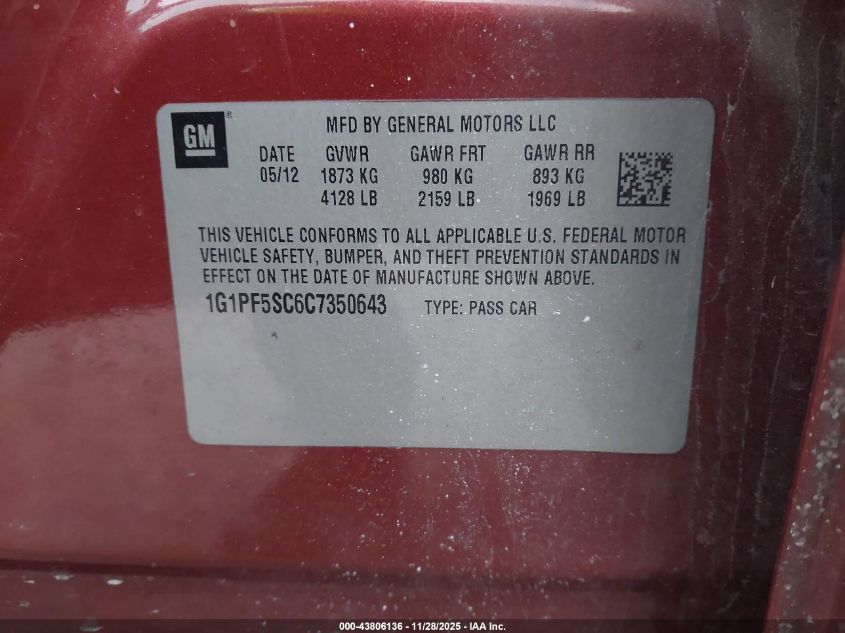 GM ®
MFD BY GENERAL MOTORS LLC
DATE GVWR GAWR FRT GAWR RR
05/12 1873 KG 980 KG 893 KG
4128 LB 2159 LB 1969 LB
THIS VEHICLE CONFORMS TO ALL APPLICABLE U.S. FEDERAL MOTOR
VEHICLE SAFETY, BUMPER, AND THEFT PREVENTION STANDARDS IN
EFFECT ON THE DATE OF MANUFACTURE SHOWN ABOVE.
1G1PF5SC6C7350643 TYPE: PASS CAR
000-43806136 - 11/28/2025 - IAA Inc.